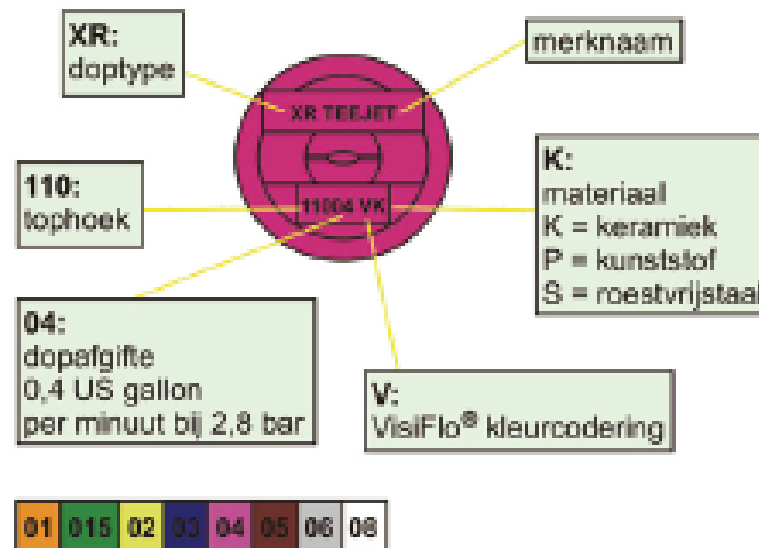 XR:
doptype
merknaam
XR TEEJET
110:
tophoek
11004 VK
K:
materiaal
K = keramiek
P = kunststof
S = roestvrijstaal
04:
dopafgifte
0,4 US gallon
per minuut bij 2,8 bar
V:
VisiFlo® kleurcodering
01 015 02 03 04 05 06 08